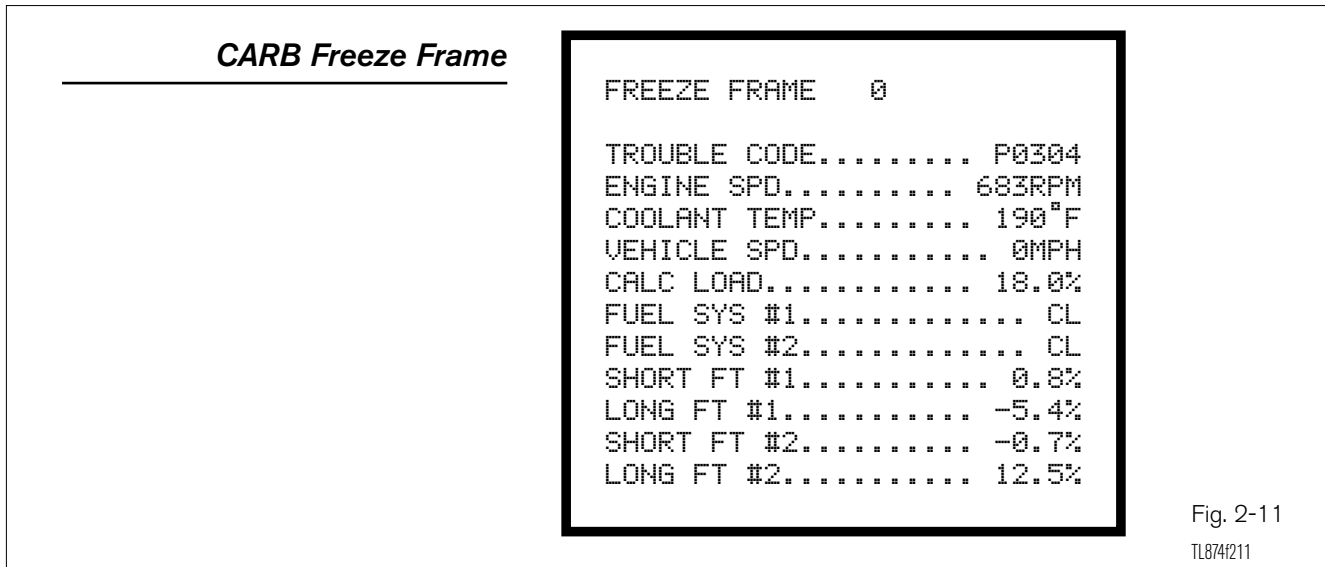 CARB Freeze Frame
FREEZE FRAME 0
TROUBLE CODE......... P0304
ENGINE SPD.......... 683RPM
COOLANT TEMP......... 190°F
VEHICLE SPD........... 0MPH
CALC LOAD............ 18.0%
FUEL SYS #1............. CL
FUEL SYS #2............. CL
SHORT FT #1........... 0.8%
LONG FT #1........... -5.4%
SHORT FT #2.......... -0.7%
LONG FT #2........... 12.5%
Fig. 2-11
TL874f211